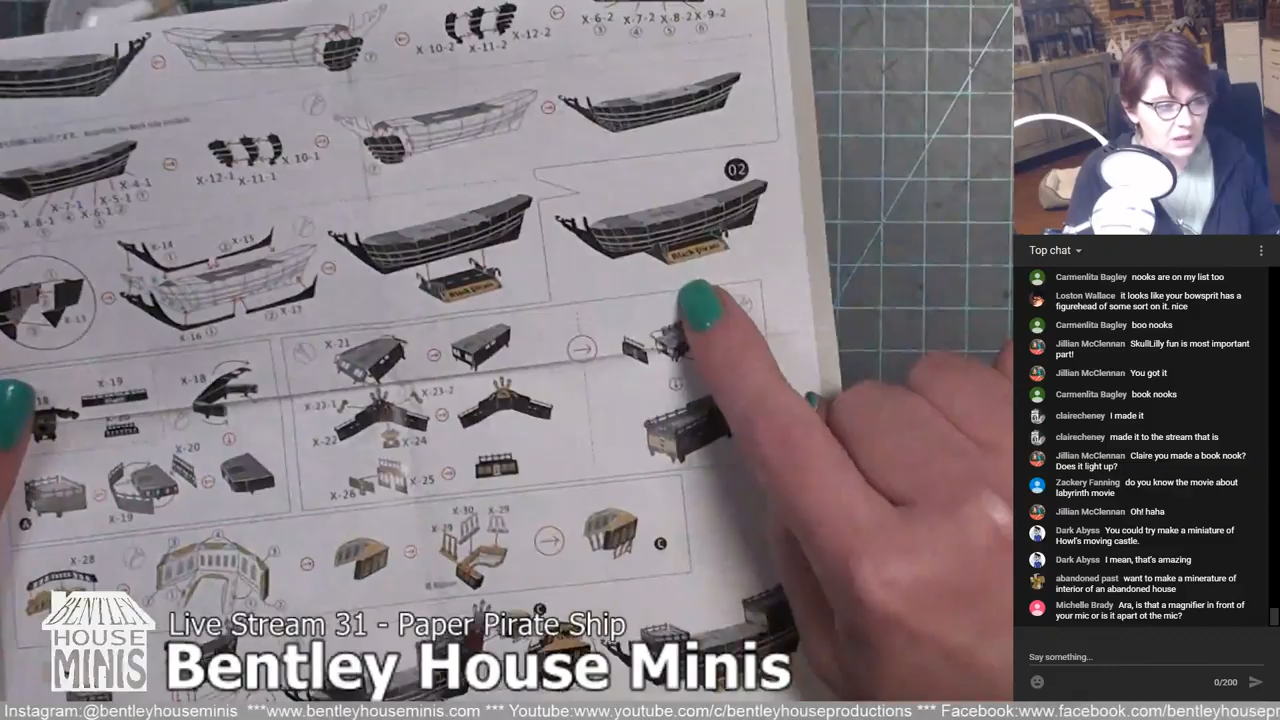 X-10-2
X-11-2
X-12-2
X-6-2
X-7-2
X-8-2
X-9-2
X-12-1
X-11-1
X-10-1
X-8-1
X-7-1
X-6-1
X-5-1
X-4-1
02
X-14
X-15
Black pirate
Black pirate
X-13
X-16
X-17
X-19
X-18
X-20
X-19
A
X-21
X-23-1
X-23-2
X-22
X-24
X-26
X-25
X-28
X-30
X-29
X-29
C
C
BENTLEY
HOUSE
MINIS
Live Stream 31 - Paper Pirate Ship
Bentley House Minis
Top chat
Carmenlita Bagley nooks are on my list too
Loston Wallace it looks like your bowsprit has a
figurehead of some sort on it. nice
Carmenlita Bagley boo nooks
Jillian McClennan SkullLilly fun is most important
part!
Jillian McClennan You got it
Carmenlita Bagley book nooks
clairecheney I made it
clairecheney made it to the stream that is
Jillian McClennan Claire you made a book nook?
Does it light up?
Zackery Fanning do you know the movie about
labyrinth movie
Jillian McClennan Oh! haha
Dark Abyss You could try make a miniature of
Howl's moving castle.
Dark Abyss I mean, that's amazing
abandoned past want to make a minerature of
interior of an abandoned house
Michelle Brady Ara, is that a magnifier in front of
your mic or is it apart ot the mic?
Say something...
0/200
Instagram:@bentleyhouseminis ***www.bentleyhouseminis.com *** Youtube:www.youtube.com/c/bentleyhouseproductions *** Facebook:www.facebook.com/bentleyhousep